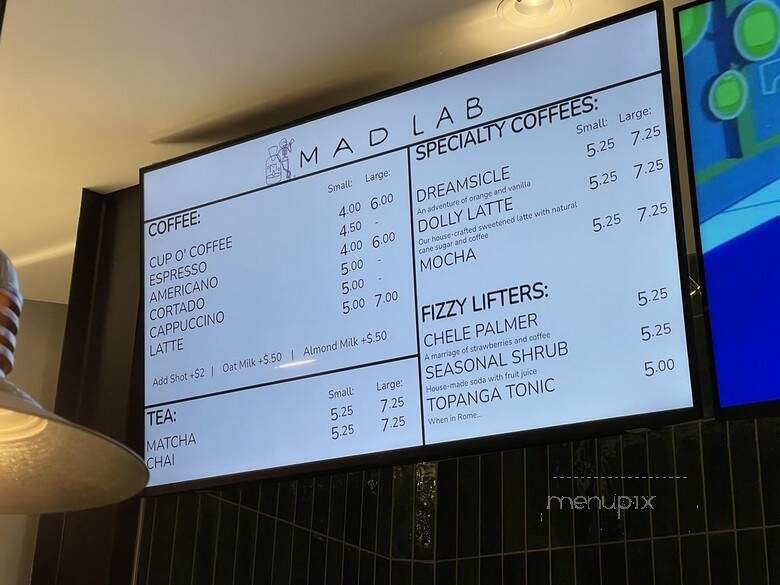 MAD LAB
COFFEE: Small: Large:
CUP O' COFFEE 4.00 6.00
ESPRESSO 4.50 -
AMERICANO 4.00 6.00
CORTADO 5.00 -
CAPPUCCINO 5.00 -
LATTE 5.00 7.00
Add Shot +$2 | Oat Milk +$.50 | Almond Milk +$.50
TEA: Small: Large:
MATCHA 5.25 7.25
CHAI 5.25 7.25
SPECIALTY COFFEES: Small: Large:
DREAMSICLE 5.25 7.25
An adventure of orange and vanilla
DOLLY LATTE 5.25 7.25
Our house-crafted sweetened latte with natural
cane sugar and coffee
MOCHA 5.25 7.25
FIZZY LIFTERS:
CHELE PALMER 5.25
A marriage of strawberries and coffee
SEASONAL SHRUB 5.25
House-made soda with fruit juice
TOPANGA TONIC 5.00
When in Rome...
menupix